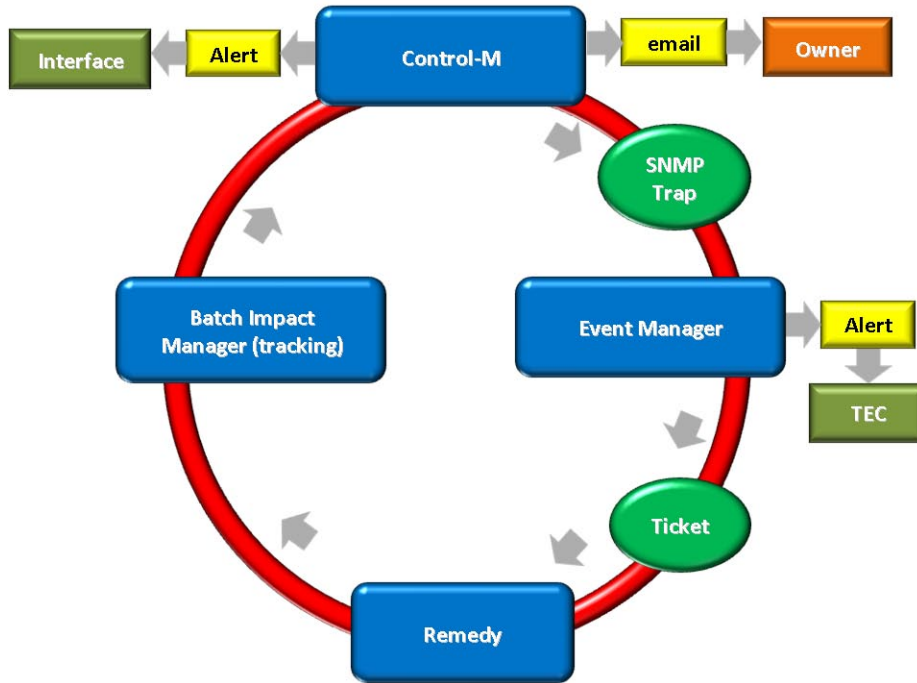 Interface
Alert
Control-M
email
Owner
SNMP
Trap
Batch Impact
Manager (tracking)
Event Manager
Alert
TEC
Ticket
Remedy